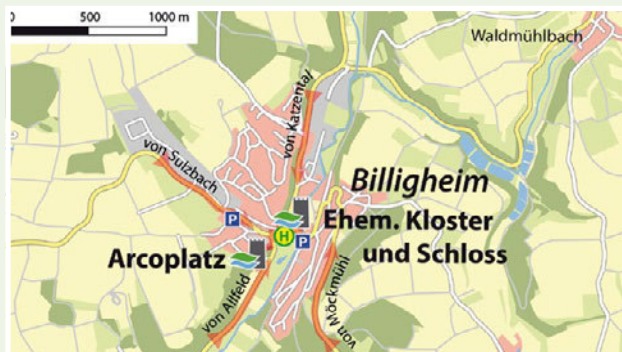 0 500 1000 m
Waldmühlbach
von Katzental
von Sulzbach
Billigheim
P
Ehem. Kloster
und Schloss
H
P
Arcoplatz
von Allfeld
von Möckmühl